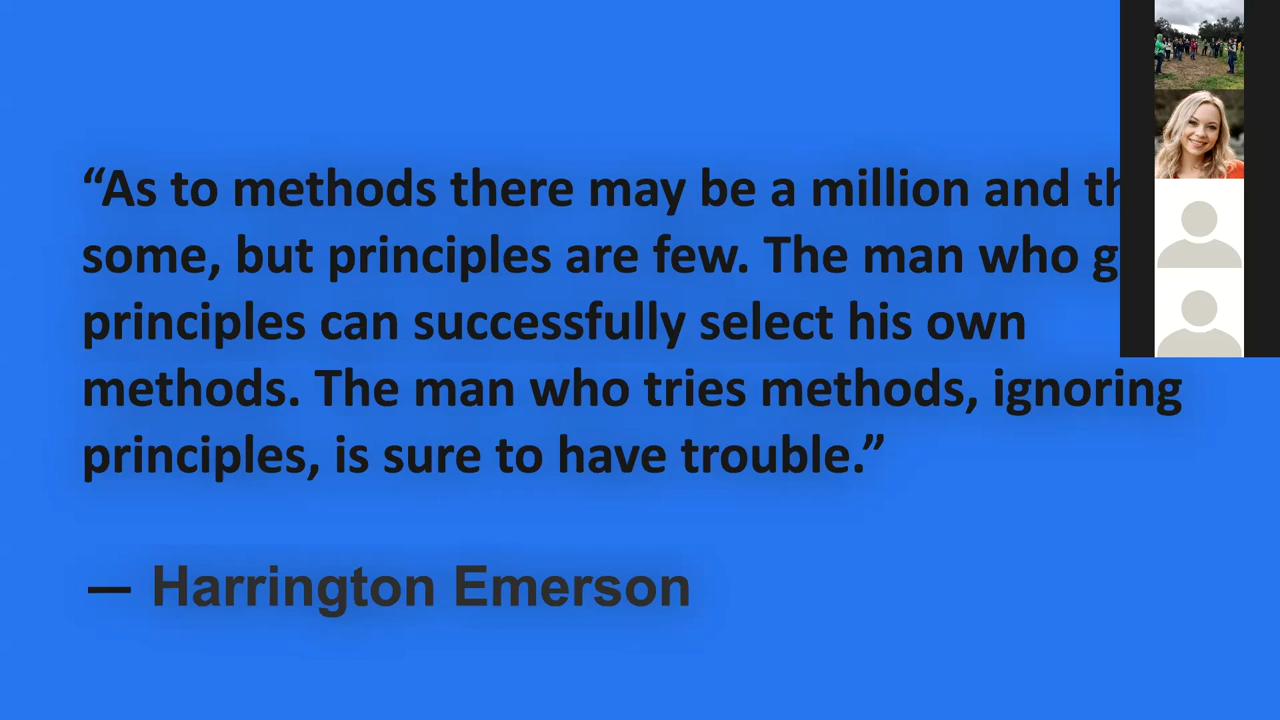 “As to methods there may be a million and
some, but principles are few. The man who
principles can successfully select his own
methods. The man who tries methods, ignoring
principles, is sure to have trouble.”
— Harrington Emerson